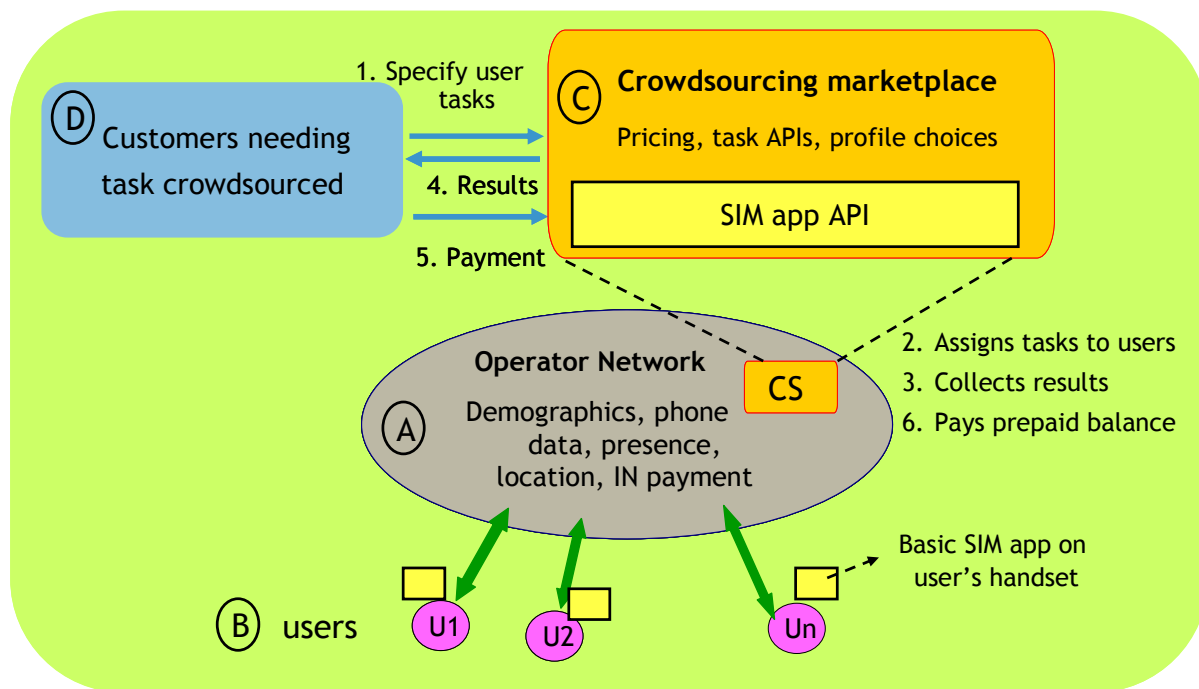 1. Specify user
tasks
D
Customers needing
task crowdsourced
4. Results
5. Payment
C
Crowdsourcing marketplace
Pricing, task APIs, profile choices
SIM app API
Operator Network
CS
A
Demographics, phone
data, presence,
location, IN payment
2. Assigns tasks to users
3. Collects results
6. Pays prepaid balance
Basic SIM app on
user’s handset
B
users
U1
U2
Un